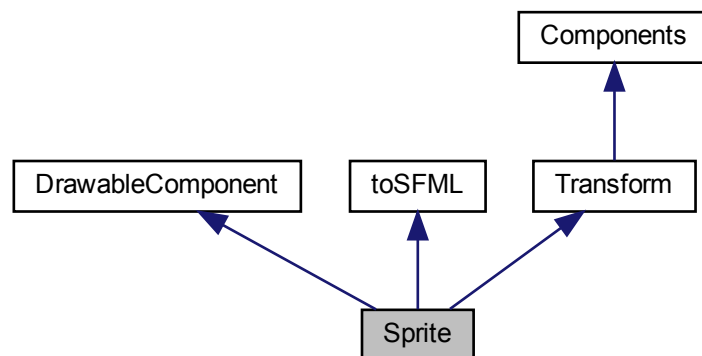 Components
DrawableComponent
toSFML
Transform
Sprite